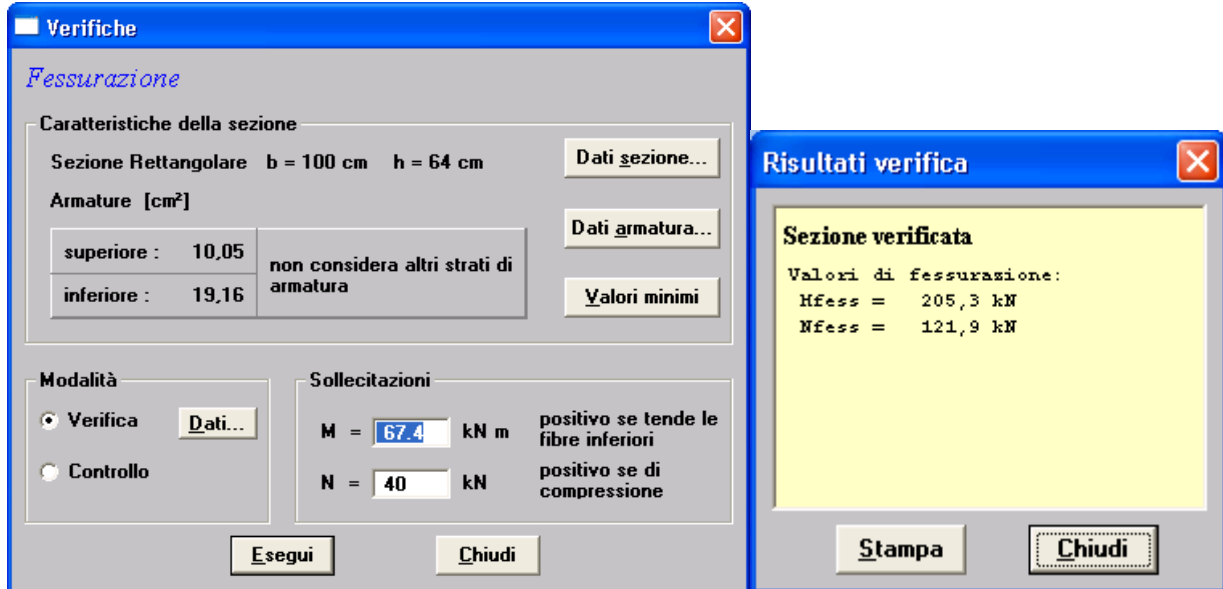 Verifiche
Fessurazione
Caratteristiche della sezione
Sezione Rettangolare b = 100 cm h = 64 cm
Dati sezione...
Armature [cm²]
superiore : 10,05
inferiore : 19,16
non considera altri strati di
armatura
Dati armatura...
Valori minimi
Modalità
Verifica
Dati...
Controllo
Sollecitazioni
M = 67.4 kN m
positivo se tende le
fibre inferiori
N = 40 kN
positivo se di
compressione
Esegui
Chiudi
Risultati verifica
Sezione verificata
Valori di fessurazione:
Mfess = 205,3 kN
Nfess = 121,9 kN
Stampa
Chiudi